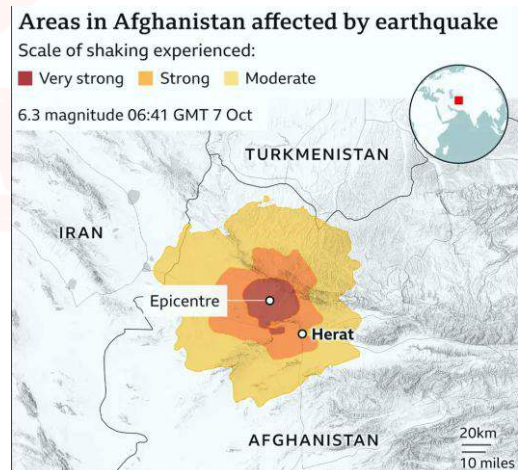 Areas in Afghanistan affected by earthquake
Scale of shaking experienced:
Very strong Strong Moderate
6.3 magnitude 06:41 GMT 7 Oct
TURKMENISTAN
IRAN
Epicentre
Herat
AFGHANISTAN
20km
10 miles